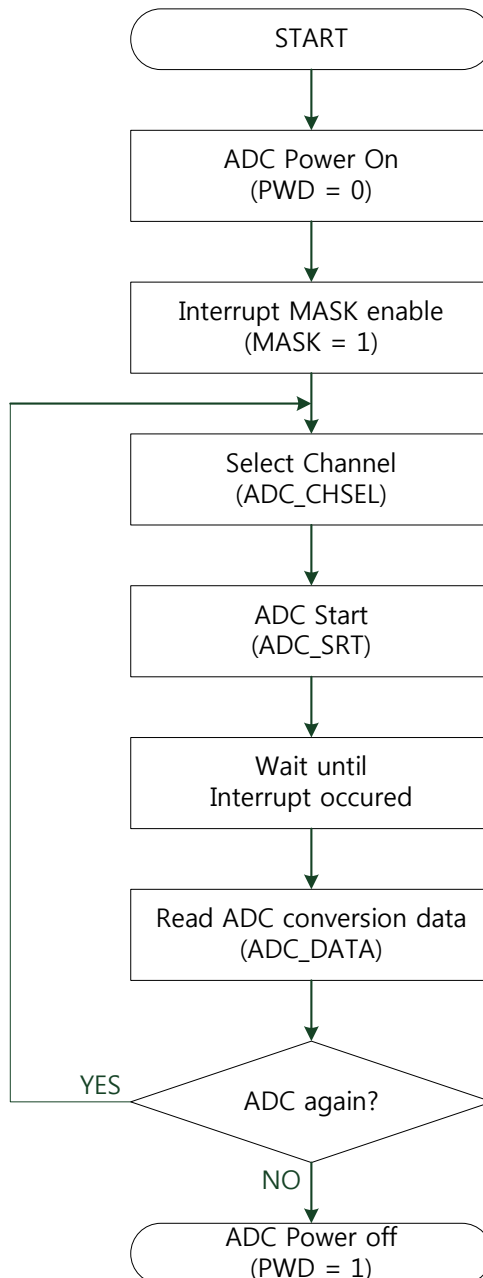 START
ADC Power On
(PWD = 0)
Interrupt MASK enable
(MASK = 1)
Select Channel
(ADC_CHSEL)
ADC Start
(ADC_SRT)
Wait until
Interrupt occured
Read ADC conversion data
(ADC_DATA)
YES
ADC again?
NO
ADC Power off
(PWD = 1)